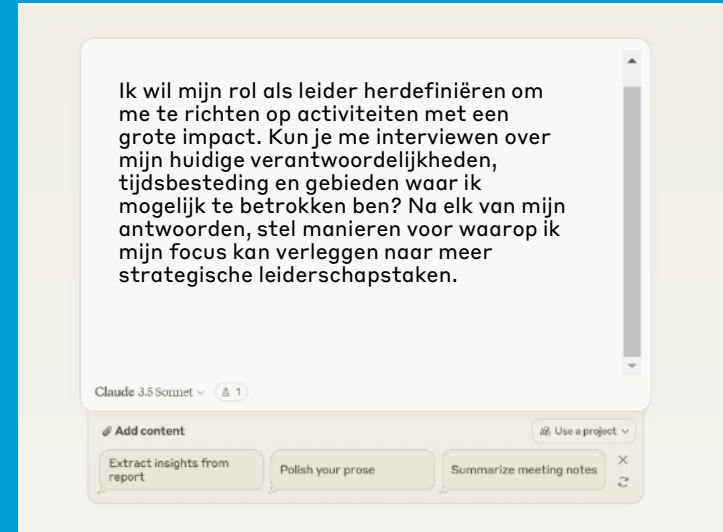 Ik wil mijn rol als leider herdefiniëren om
me te richten op activiteiten met een
grote impact. Kun je me interviewen over
mijn huidige verantwoordelijkheden,
tijdsbesteding en gebieden waar ik
mogelijk te betrokken ben? Na elk van mijn
antwoorden, stel manieren voor waarop ik
mijn focus kan verleggen naar meer
strategische leiderschapstaken.
Claude 3.5 Sonnet
1
Add content
Use a project
Extract insights from
report
Polish your prose
Summarize meeting notes